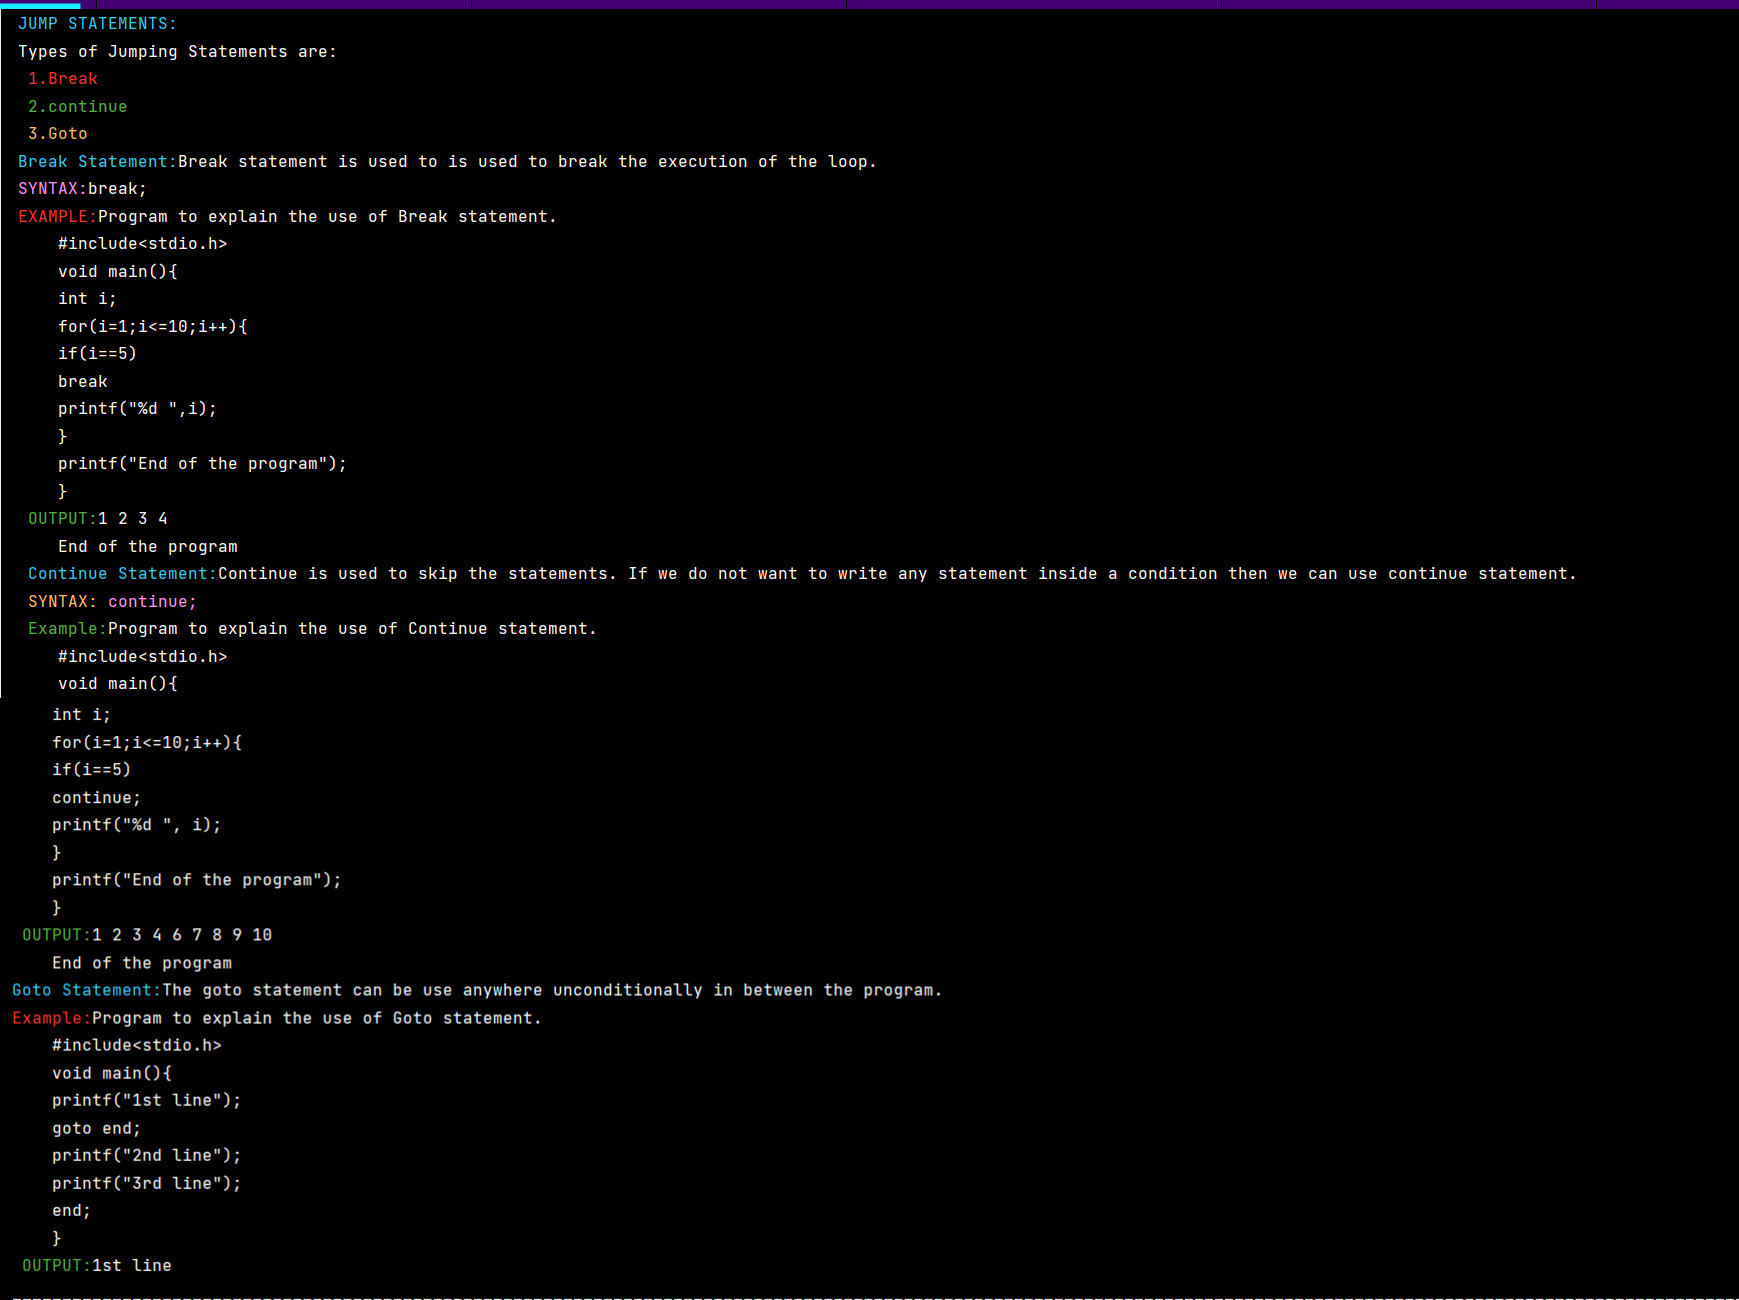 JUMP STATEMENTS:
Types of Jumping Statements are:
1.Break
2.continue
3.Goto
Break Statement:Break statement is used to is used to break the execution of the loop.
SYNTAX:break;
EXAMPLE:Program to explain the use of Break statement.
#include<stdio.h>
void main(){
int i;
for(i=1;i<=10;i++){
if(i==5)
break
printf("%d ",i);
}
printf("End of the program");
}
OUTPUT:1 2 3 4
End of the program
Continue Statement:Continue is used to skip the statements. If we do not want to write any statement inside a condition then we can use continue statement.
SYNTAX: continue;
Example:Program to explain the use of Continue statement.
#include<stdio.h>
void main(){
int i;
for(i=1;i<=10;i++){
if(i==5)
continue;
printf("%d ", i);
}
printf("End of the program");
}
OUTPUT:1 2 3 4 6 7 8 9 10
End of the program
Goto Statement:The goto statement can be use anywhere unconditionally in between the program.
Example:Program to explain the use of Goto statement.
#include<stdio.h>
void main(){
printf("1st line");
goto end;
printf("2nd line");
printf("3rd line");
end;
}
OUTPUT:1st line